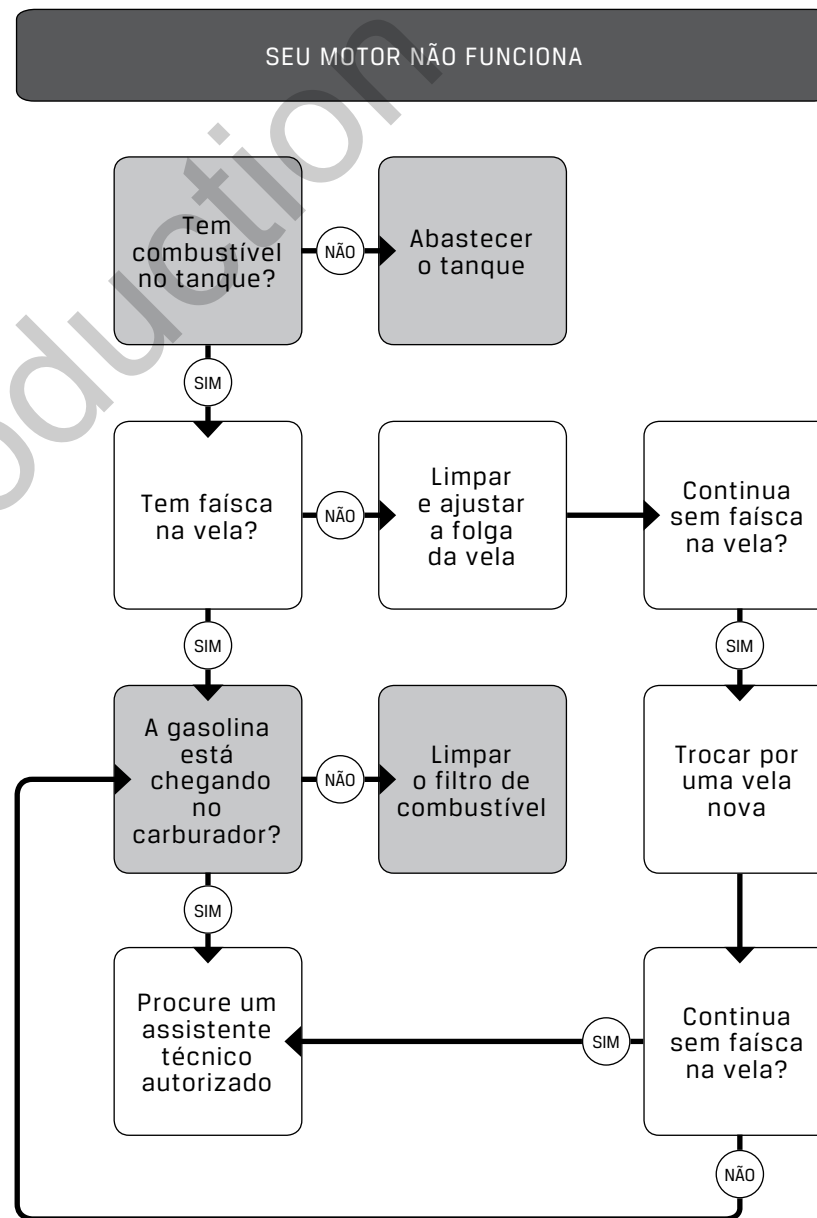 SEU MOTOR NÃO FUNCIONA
Tem
combustível
no tanque?
NÃO
Abastecer
o tanque
SIM
Tem faísca
na vela?
NÃO
Limpar
e ajustar
a folga
da vela
Continua
sem faísca
na vela?
SIM
SIM
A gasolina
está
chegando
no
carburador?
NÃO
Limpar
o filtro de
combustível
Trocar por
uma vela
nova
SIM
Procure um
assistente
técnico
autorizado
SIM
Continua
sem faísca
na vela?
NÃO
oduction